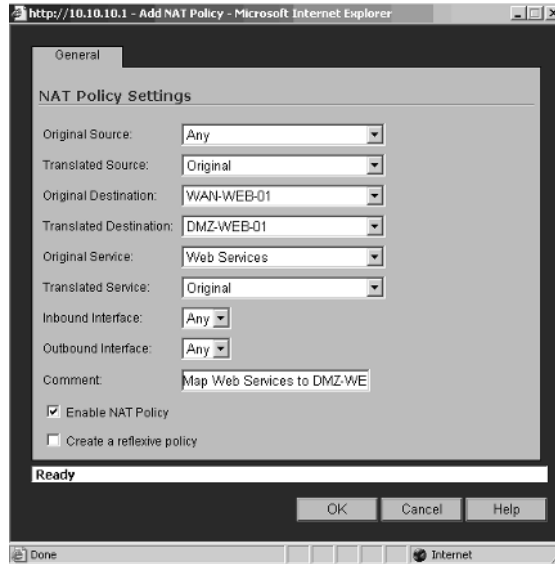 http://10.10.10.1 - Add NAT Policy - Microsoft Internet Explorer
General
NAT Policy Settings
Original Source: Any
Translated Source: Original
Original Destination: WAN-WEB-01
Translated Destination: DMZ-WEB-01
Original Service: Web Services
Translated Service: Original
Inbound Interface: Any
Outbound Interface: Any
Comment: Map Web Services to DMZ-WE
Enable NAT Policy
Create a reflexive policy
Ready
OK Cancel Help
Done Internet